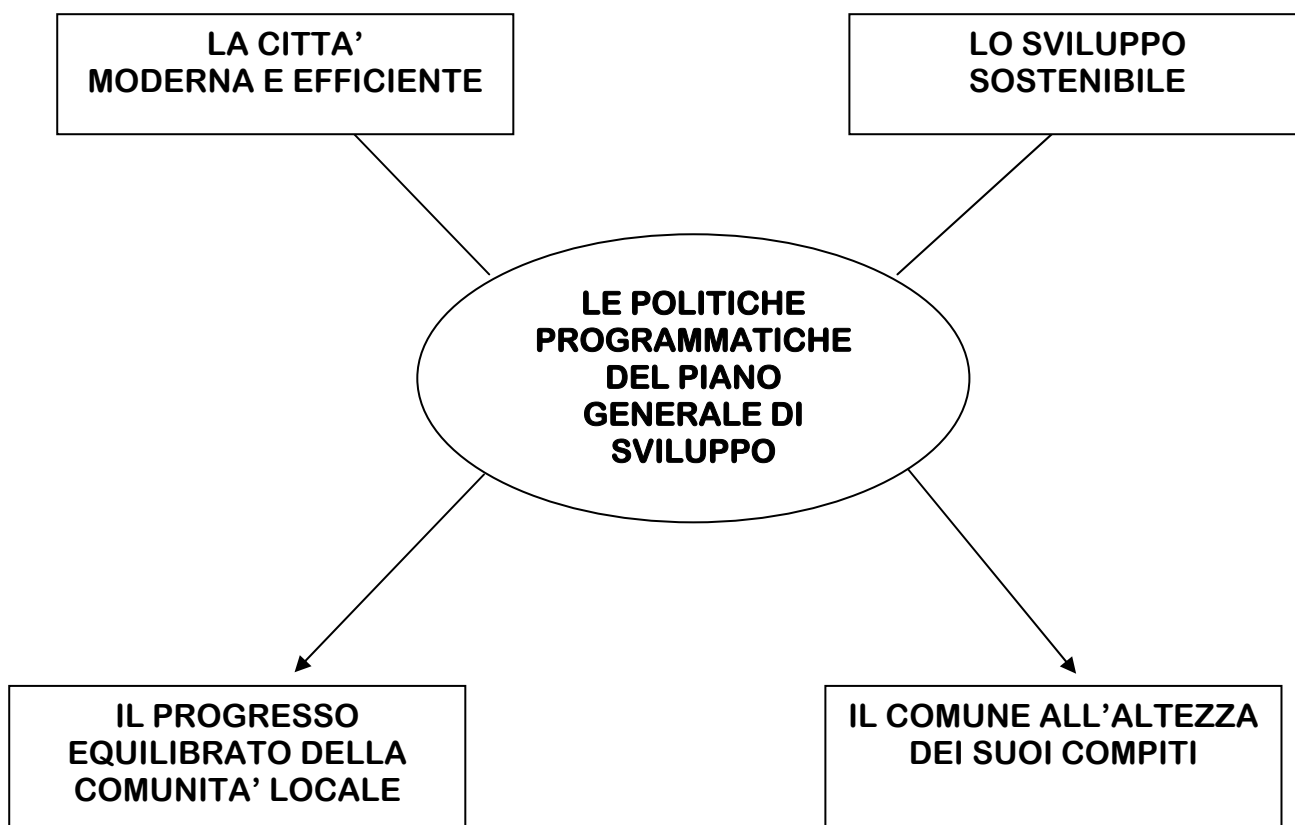 LA CITTA’
MODERNA E EFFICIENTE
LO SVILUPPO
SOSTENIBILE
LE POLITICHE
PROGRAMMATICHE
DEL PIANO
GENERALE DI
SVILUPPO
IL PROGRESSO
EQUILIBRATO DELLA
COMUNITA’ LOCALE
IL COMUNE ALL’ALTEZZA
DEI SUOI COMPITI